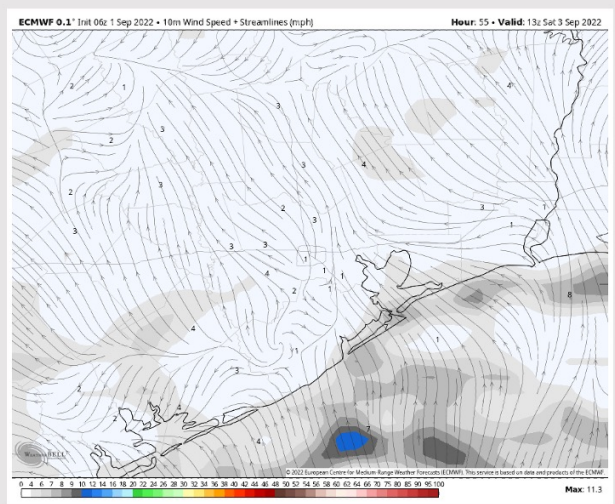 ECMWF 0.1° Init 06z 1 Sep 2022 • 10m Wind Speed + Streamlines (mph) Hour: 55 • Valid: 13z Sat 3 Sep 2022
2 1 4
3
2 3
3 4
2 3
2 3 1
3 3 1
3 3
1
4 1 1
2 1
8
4
1 1
3
2
2 4
7
4
WeatherBELL
© 2022 European Centre for Medium-Range Weather Forecasts (ECMWF). This service is based on data and products of the ECMWF.
0 2 4 6 7 8 9 10 12 14 16 18 20 22 24 26 28 30 32 34 36 38 40 42 44 46 48 50 52 54 56 58 60 62 64 66 70 75 80 85 90 95 100
Max: 11.3